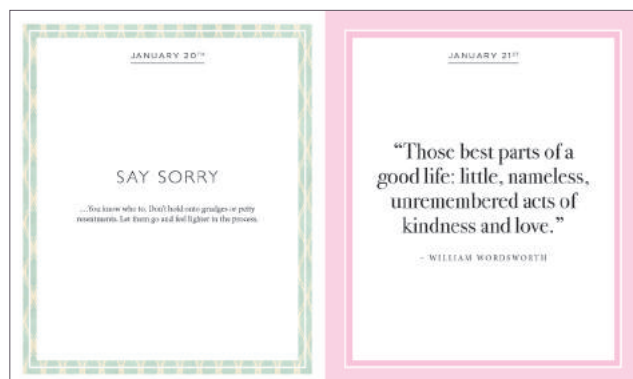 JANUARY 20TH
SAY SORRY
...You know who to. Don't hold onto grudges or petty
resentments. Let them go and feel lighter in the process.
JANUARY 21ST
“Those best parts of a
good life: little, nameless,
unremembered acts of
kindness and love.”
- WILLIAM WORDSWORTH